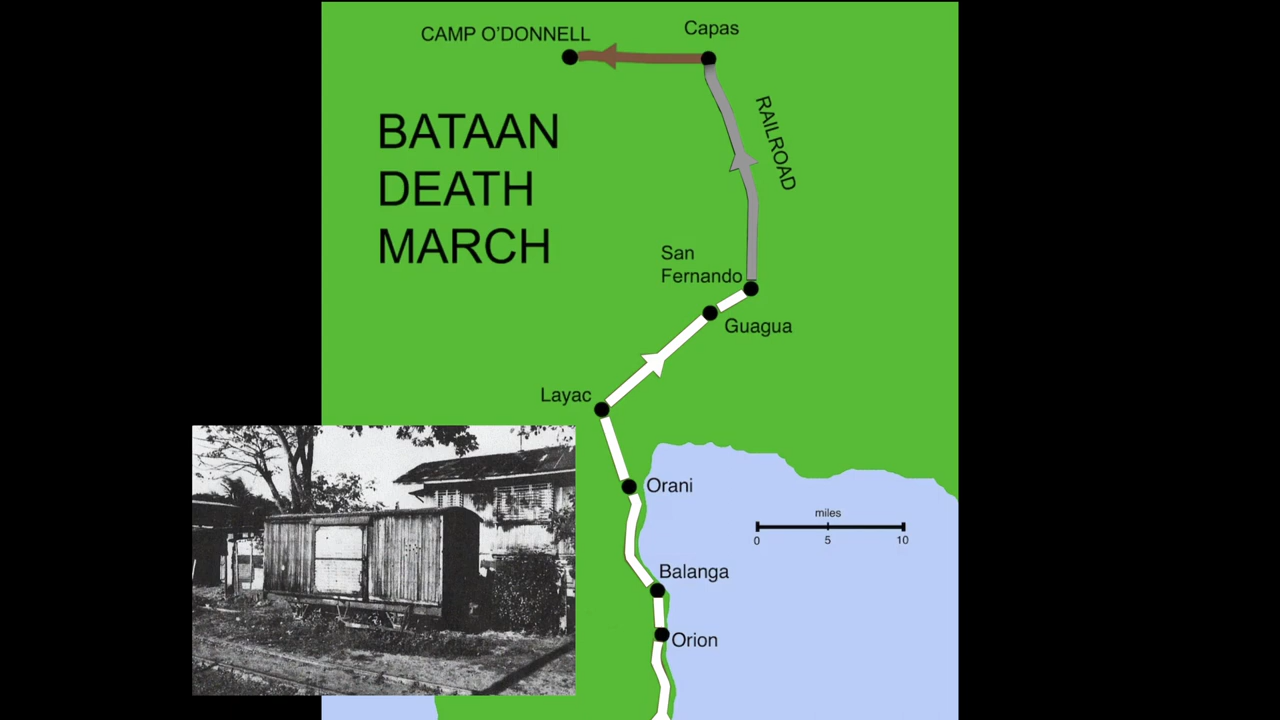 CAMP O'DONNELL
Capas
RAILROAD
BATAAN
DEATH
MARCH
San
Fernando
Guagua
Layac
Orani
miles
0 5 10
Balanga
Orion